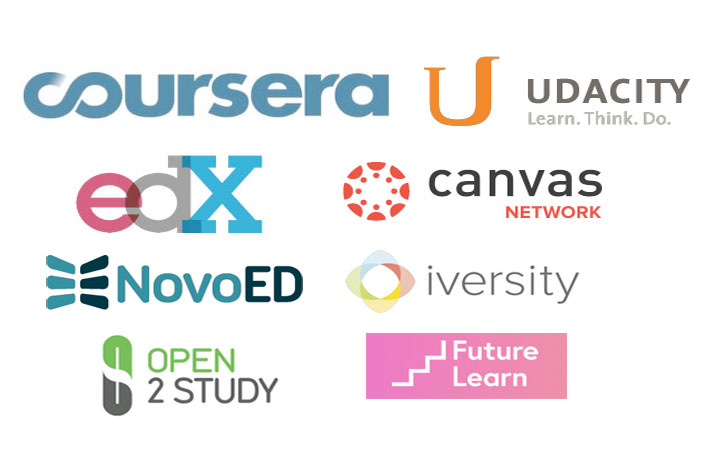 coursera
U UDACITY
Learn. Think. Do.
edX
canvas
NETWORK
NovoED
iversity
OPEN
2 STUDY
Future
Learn